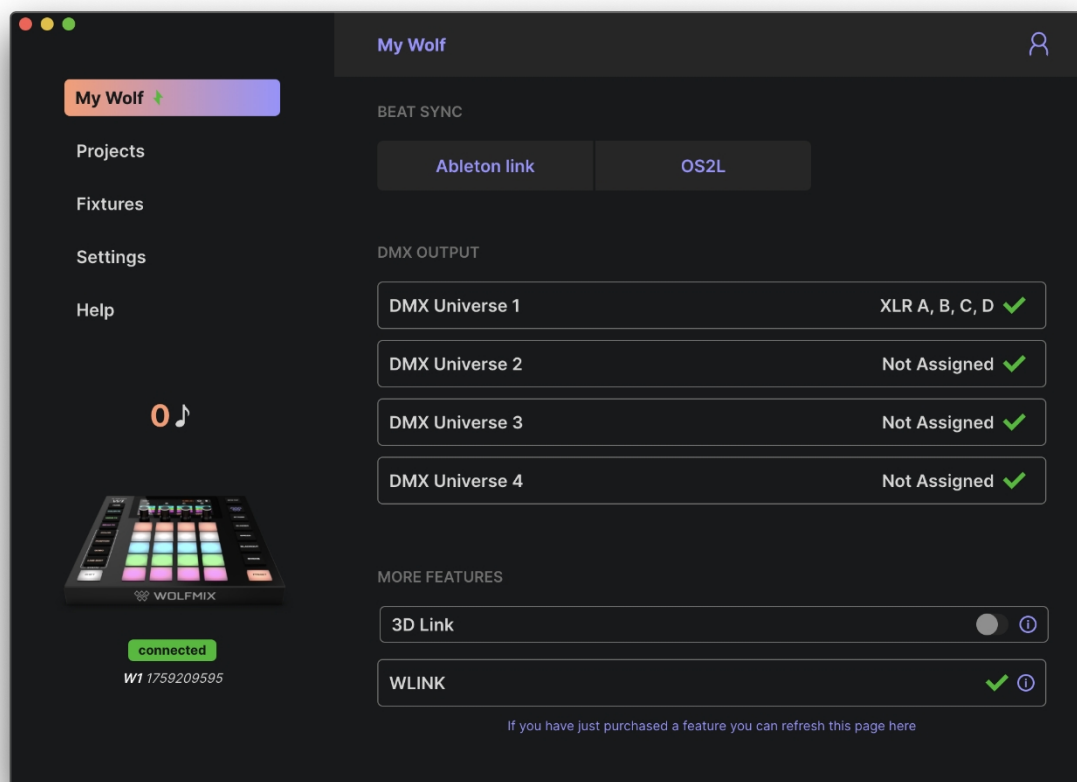 My Wolf
My Wolf
Projects
Fixtures
Settings
Help
0
WOLFMIX
connected
W1 1759209595
BEAT SYNC
Ableton link
OS2L
DMX OUTPUT
DMX Universe 1 XLR A, B, C, D
DMX Universe 2 Not Assigned
DMX Universe 3 Not Assigned
DMX Universe 4 Not Assigned
MORE FEATURES
3D Link
WLINK
If you have just purchased a feature you can refresh this page here